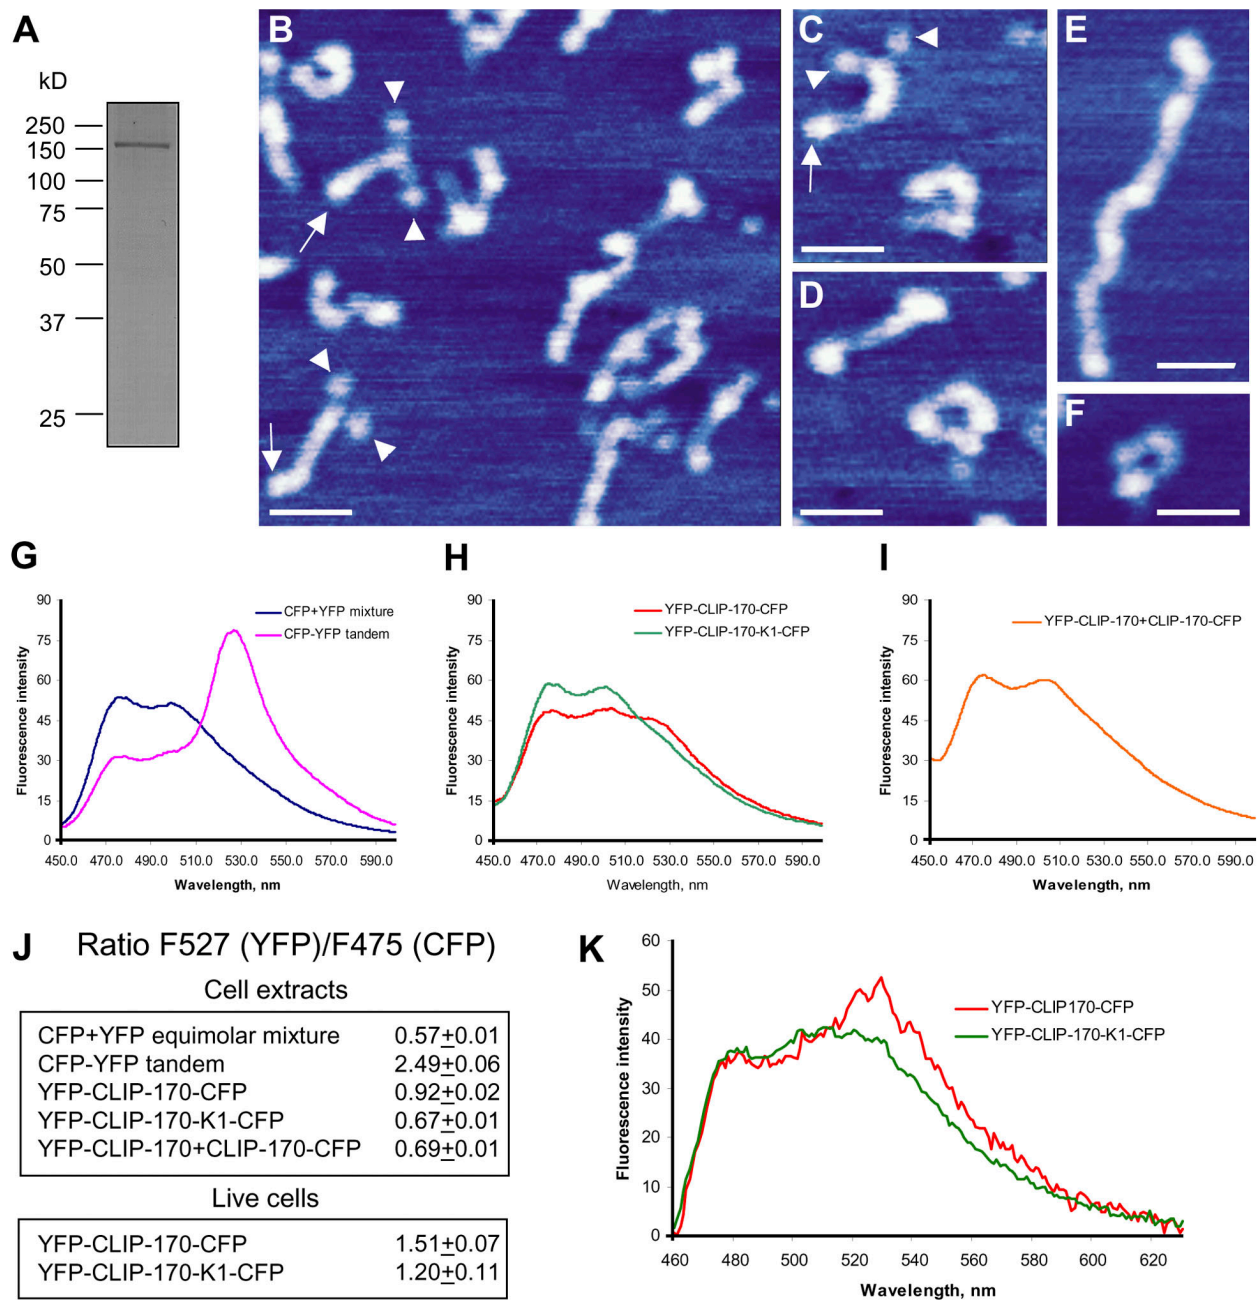 A
kD
250
150
100
75
50
37
25
B
C
D
E
F
G
90
75
60
45
30
15
0
Fluorescence intensity
CFP+YFP mixture
CFP-YFP tandem
450.0 470.0 490.0 510.0 530.0 550.0 570.0 590.0
Wavelength, nm
H
90
75
60
45
30
15
0
Fluorescence intensity
YFP-CLIP-170-CFP
YFP-CLIP-170-K1-CFP
450.0 470.0 490.0 510.0 530.0 550.0 570.0 590.0
Wavelength, nm
I
90
75
60
45
30
15
0
Fluorescence intensity
YFP-CLIP-170+CLIP-170-CFP
450.0 470.0 490.0 510.0 530.0 550.0 570.0 590.0
Wavelength, nm
J Ratio F527 (YFP)/F475 (CFP)
Cell extracts
CFP+YFP equimolar mixture 0.57±0.01
CFP-YFP tandem 2.49±0.06
YFP-CLIP-170-CFP 0.92±0.02
YFP-CLIP-170-K1-CFP 0.67±0.01
YFP-CLIP-170+CLIP-170-CFP 0.69±0.01
Live cells
YFP-CLIP-170-CFP 1.51±0.07
YFP-CLIP-170-K1-CFP 1.20±0.11
K
60
50
40
30
20
10
0
Fluorescence intensity
YFP-CLIP170-CFP
YFP-CLIP-170-K1-CFP
460 480 500 520 540 560 580 600 620
Wavelength, nm